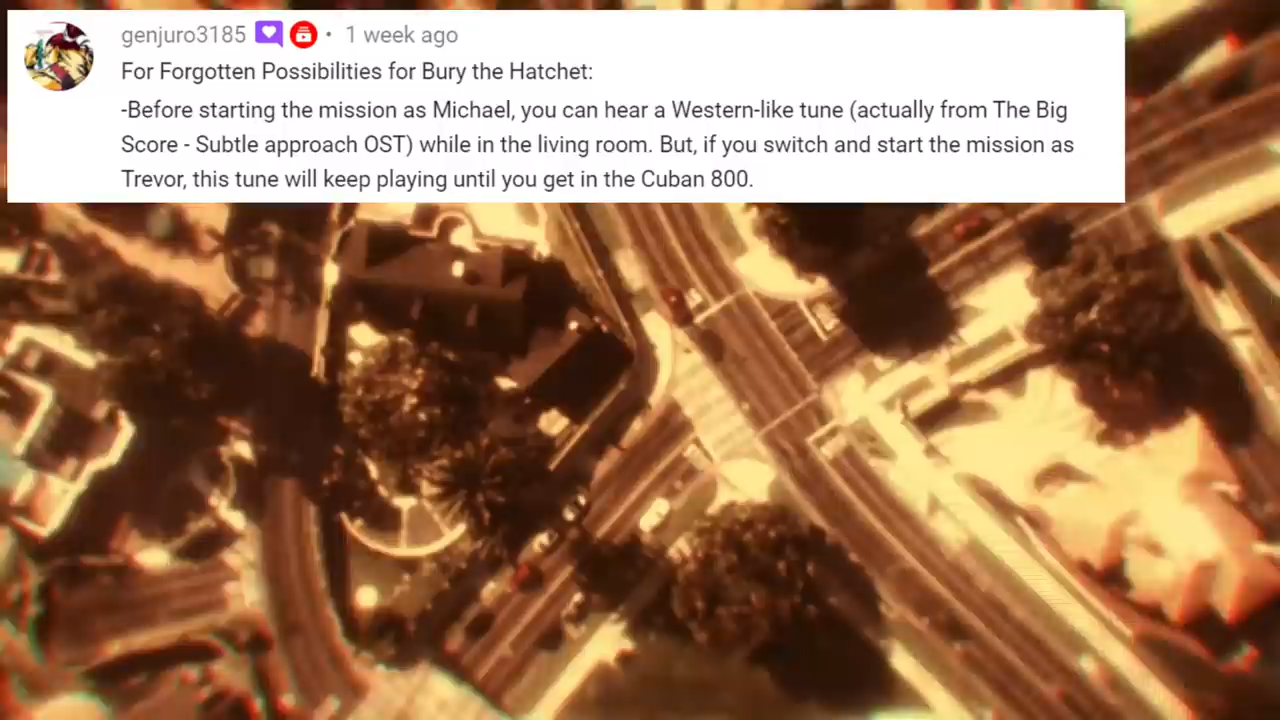 genjuro3185 • 1 week ago
For Forgotten Possibilities for Bury the Hatchet:
-Before starting the mission as Michael, you can hear a Western-like tune (actually from The Big
Score - Subtle approach OST) while in the living room. But, if you switch and start the mission as
Trevor, this tune will keep playing until you get in the Cuban 800.